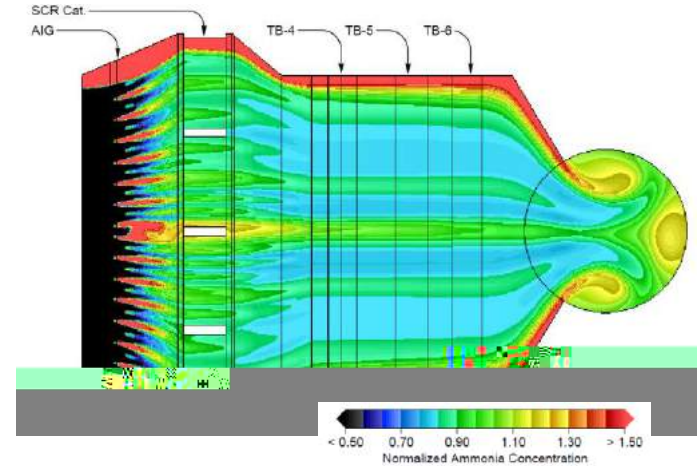 SCR Cat.
AIG
TB-4
TB-5
TB-6
< 0.50
0.70
0.90
1.10
1.30
> 1.50
Normalized Ammonia Concentration